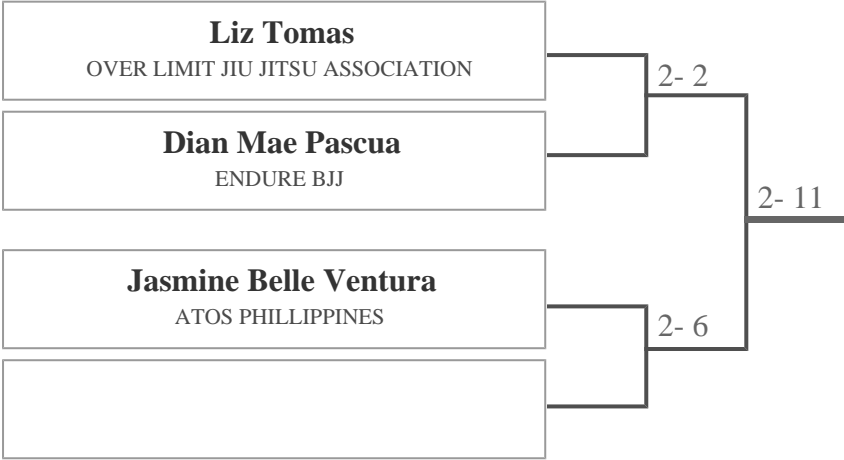 Liz Tomas
OVER LIMIT JIU JITSU ASSOCIATION
2- 2
Dian Mae Pascua
ENDURE BJJ
2- 11
Jasmine Belle Ventura
ATOS PHILLIPPINES
2- 6